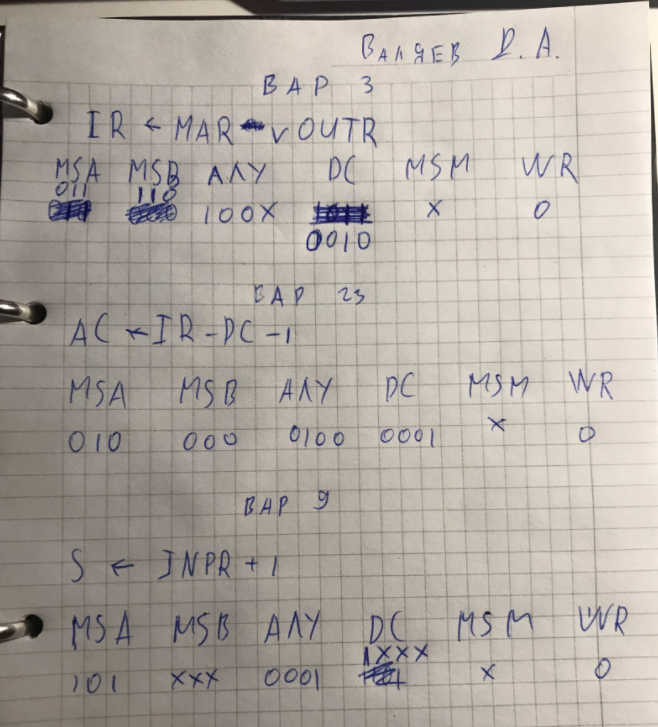 Валяев D.A.
ВАР 3
IR ← MAR v OUTR
MSA MSB АЛУ DC MSM WR
011 110 100X 0010 X 0
ВАР 23
AC ← IR - DC - 1
MSA MSB АЛУ DC MSM WR
010 000 0100 0001 X 0
ВАР 9
S ← INPR + 1
MSA MSB АЛУ DC MSM WR
101 XXX 0001 1XXX X 0